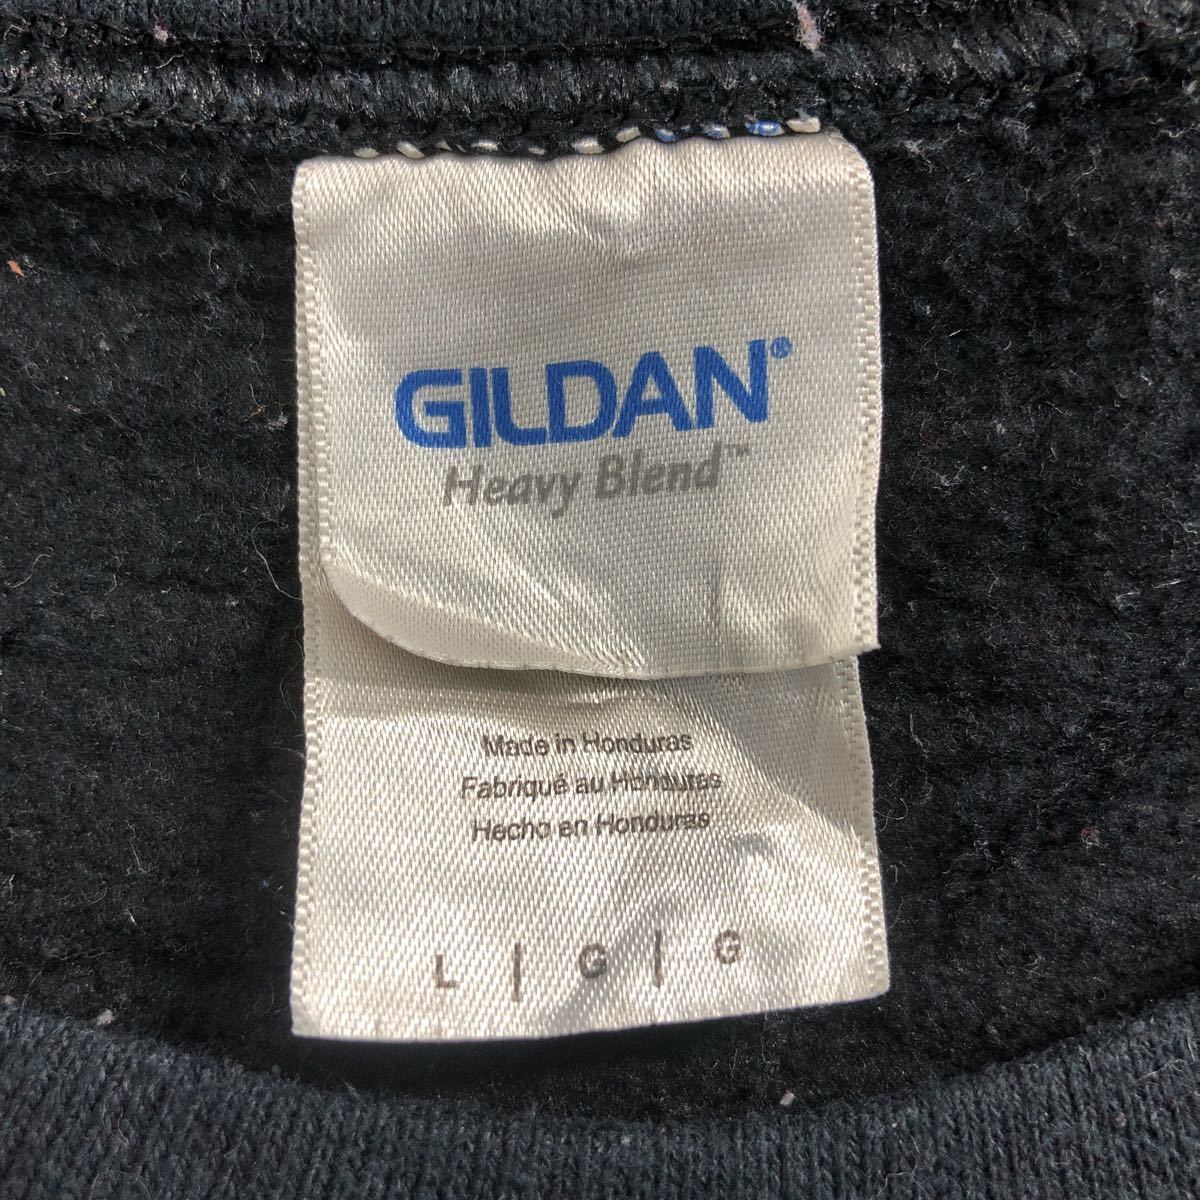 GILDAN®
Heavy Blend™
Made in Honduras
Fabriqué au Honduras
Hecho en Honduras
L | G | G